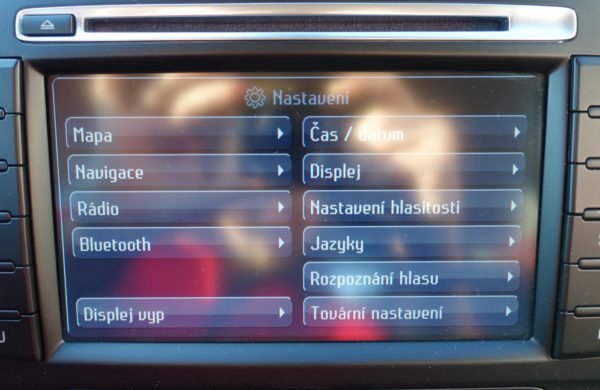 Nastavení
Mapa
Navigace
Rádio
Bluetooth
Displej vyp
Čas / datum
Displej
Nastavení hlasitosti
Jazyky
Rozpoznání hlasu
Tovární nastavení